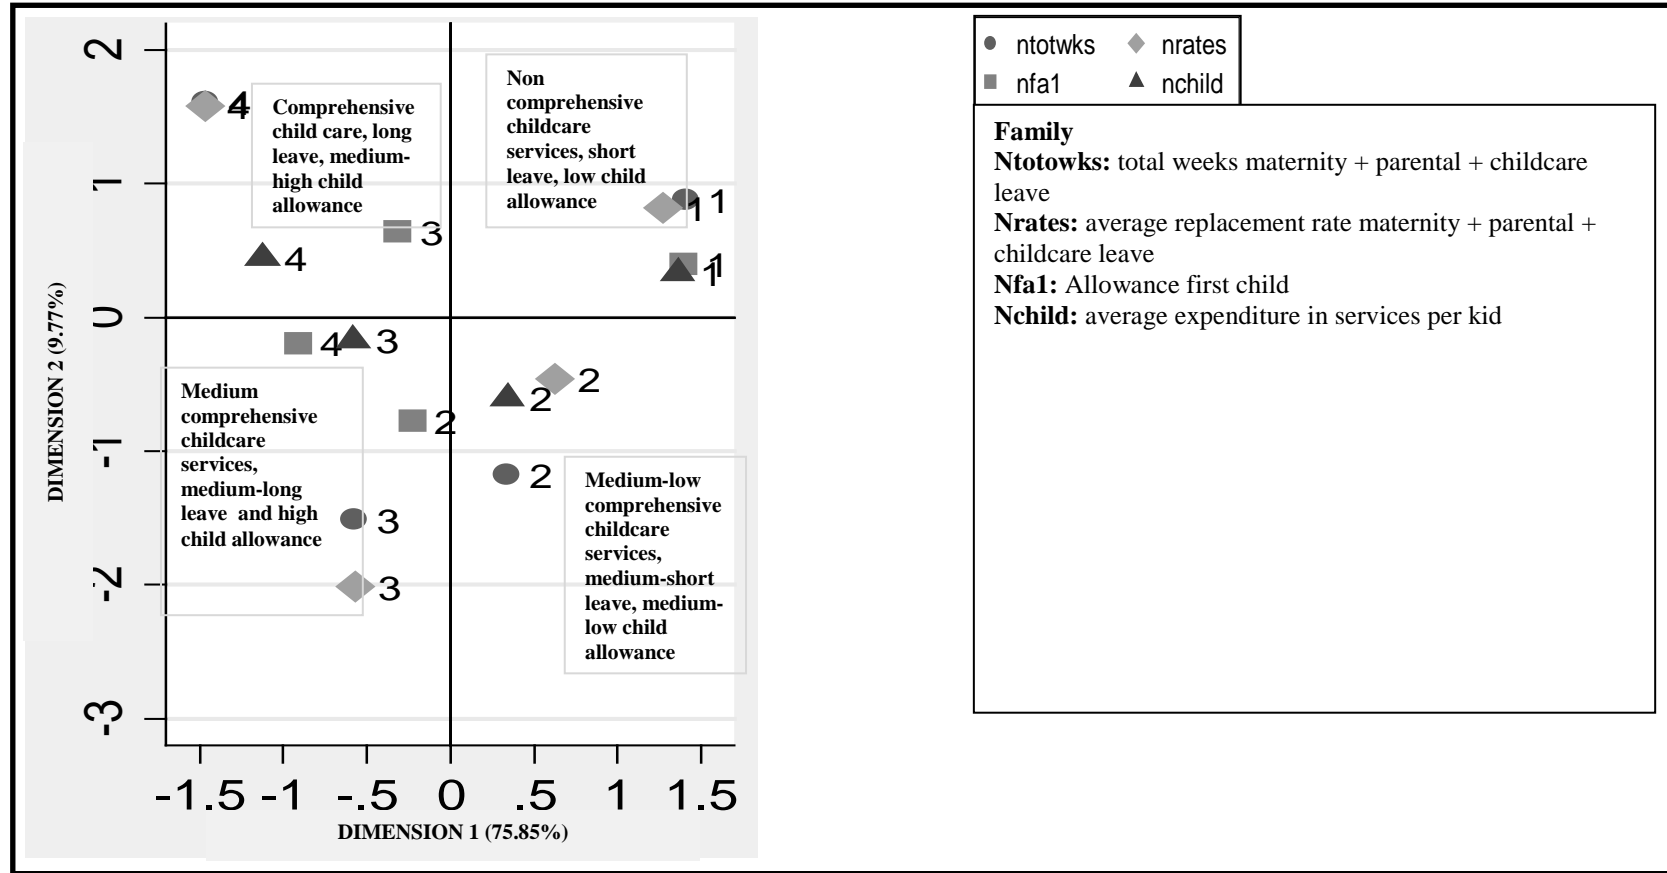 2
1
0
-1
-2
-3
DIMENSION 2 (9.77%)
-1.5 -1 -.5 0 .5 1 1.5
DIMENSION 1 (75.85%)
4
4
Comprehensive
child care, long
leave, medium-
high child
allowance
Non
comprehensive
childcare
services, short
leave, low child
allowance
1
1
3
4
1
1
4
3
2
2
2
2
3
3
Medium
comprehensive
childcare
services,
medium-long
leave and high
child allowance
Medium-low
comprehensive
childcare
services,
medium-short
leave, medium-
low child
allowance
ntotwks nrates
nfa1 nchild
Family
Ntotowks: total weeks maternity + parental + childcare
leave
Nrates: average replacement rate maternity + parental +
childcare leave
Nfa1: Allowance first child
Nchild: average expenditure in services per kid